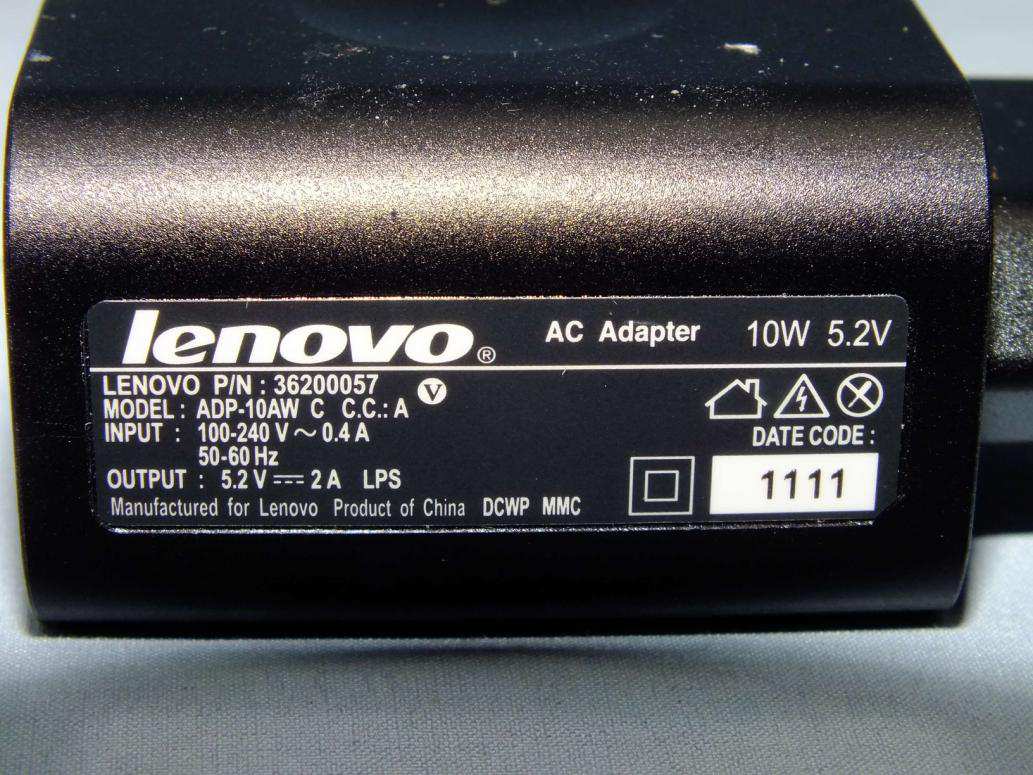 lenovo® AC Adapter 10W 5.2V
LENOVO P/N : 36200057 V
MODEL : ADP-10AW C C.C.: A
INPUT : 100-240 V ~ 0.4 A
50-60 Hz
OUTPUT : 5.2 V ⎓ 2 A LPS
Manufactured for Lenovo Product of China DCWP MMC
DATE CODE :
1111